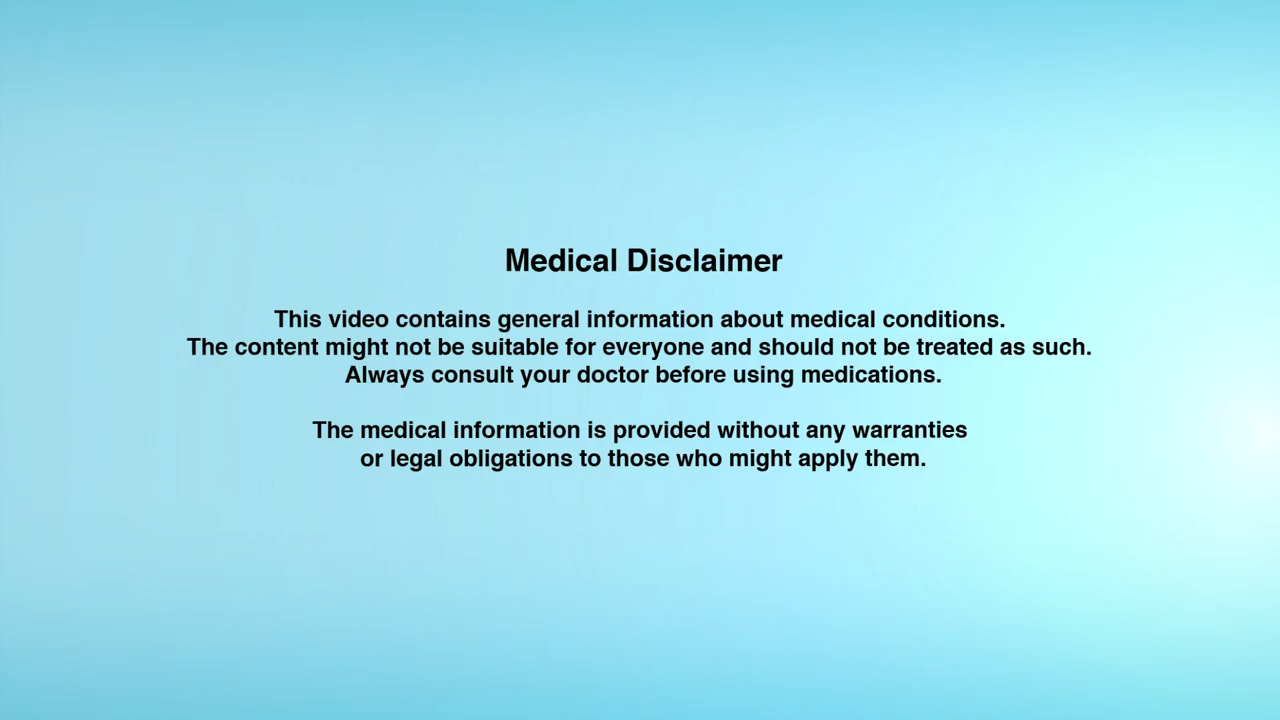 Medical Disclaimer
This video contains general information about medical conditions.
The content might not be suitable for everyone and should not be treated as such.
Always consult your doctor before using medications.
The medical information is provided without any warranties
or legal obligations to those who might apply them.